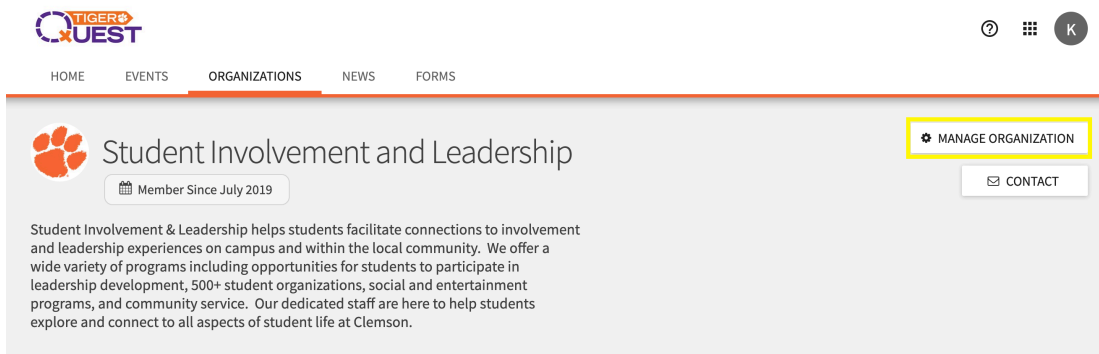 TIGER
QUEST
K
HOME EVENTS ORGANIZATIONS NEWS FORMS
Student Involvement and Leadership
MANAGE ORGANIZATION
Member Since July 2019
CONTACT
Student Involvement & Leadership helps students facilitate connections to involvement
and leadership experiences on campus and within the local community.  We offer a
wide variety of programs including opportunities for students to participate in
leadership development, 500+ student organizations, social and entertainment
programs, and community service.  Our dedicated staff are here to help students
explore and connect to all aspects of student life at Clemson.